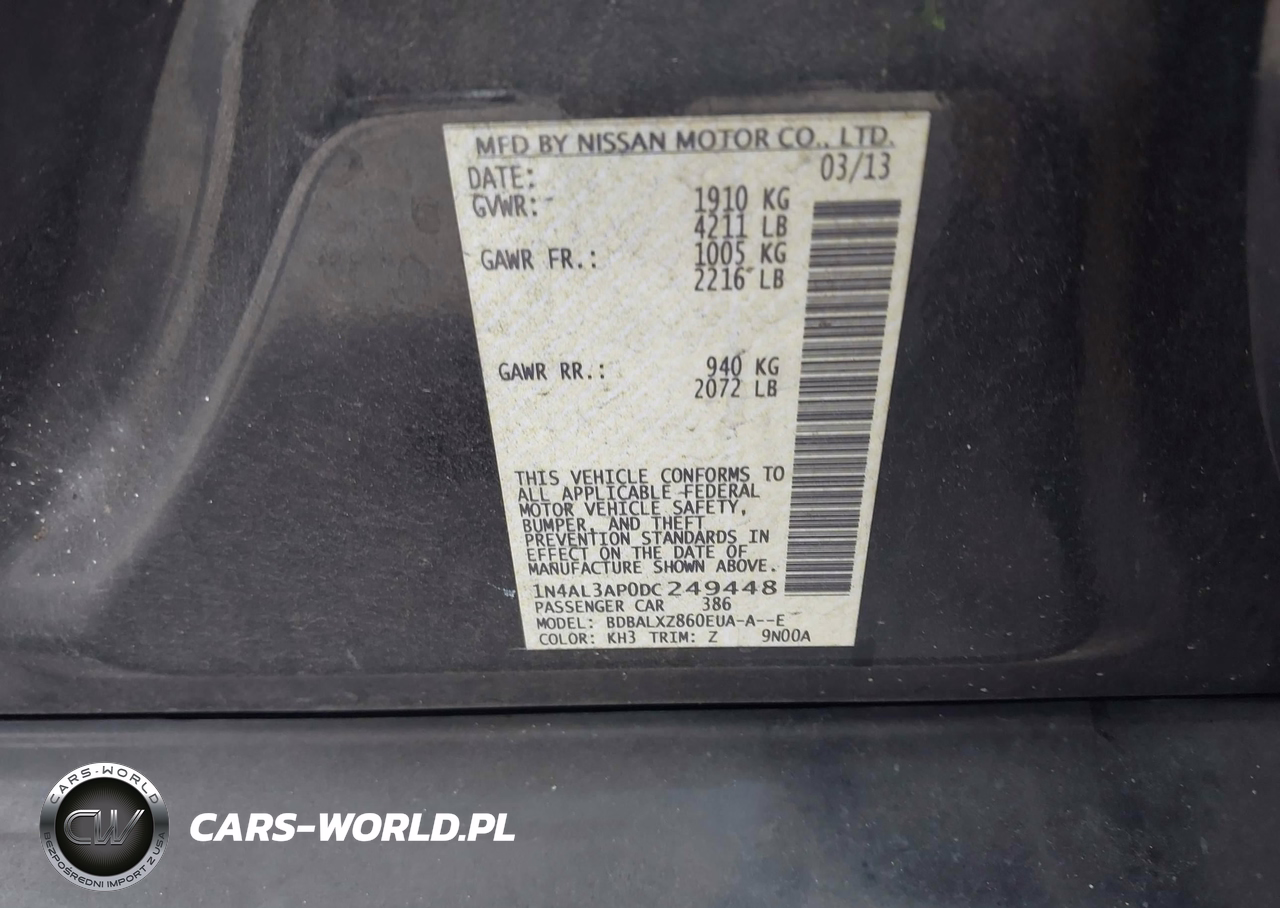 MFD BY NISSAN MOTOR CO., LTD.
DATE: 03/13
GVWR: 1910 KG
4211 LB
GAWR FR.: 1005 KG
2216 LB
GAWR RR.: 940 KG
2072 LB
THIS VEHICLE CONFORMS TO
ALL APPLICABLE FEDERAL
MOTOR VEHICLE SAFETY,
BUMPER, AND THEFT
PREVENTION STANDARDS IN
EFFECT ON THE DATE OF
MANUFACTURE SHOWN ABOVE.
1N4AL3AP0DC249448
PASSENGER CAR 386
MODEL: BDBALXZ860EUA-A--E
COLOR: KH3 TRIM: Z 9N00A
CARS-WORLD
CW
BEZPOŚREDNI IMPORT Z USA
CARS-WORLD.PL